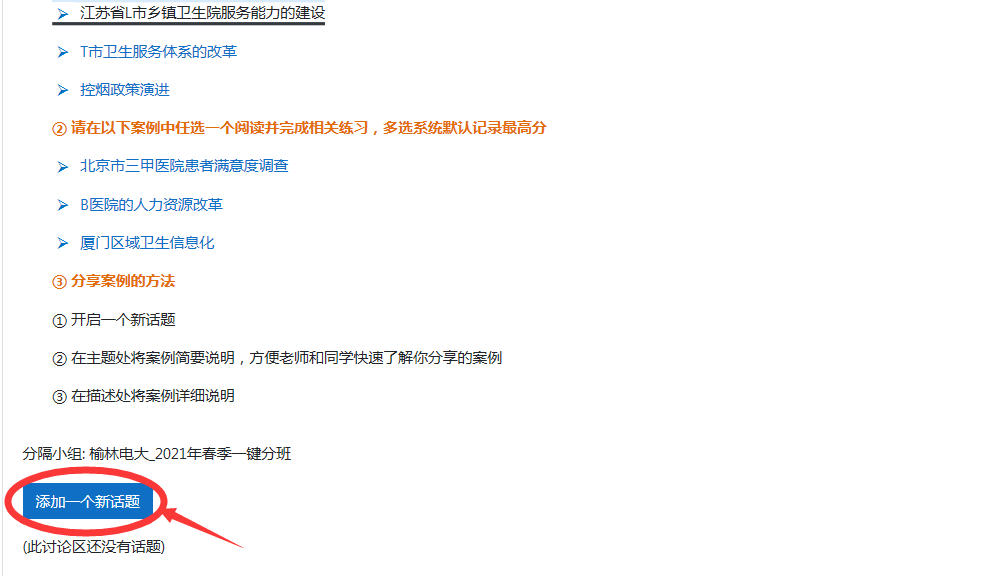 江苏省L市乡镇卫生院服务能力的建设
T市卫生服务体系的改革
控烟政策演进
② 请在以下案例中任选一个阅读并完成相关练习，多选系统默认记录最高分
北京市三甲医院患者满意度调查
B医院的人力资源改革
厦门区域卫生信息化
③ 分享案例的方法
① 开启一个新话题
② 在主题处将案例简要说明，方便老师和同学快速了解你分享的案例
③ 在描述处将案例详细说明
分隔小组: 榆林电大_2021年春季一键分班
添加一个新话题
(此讨论区还没有话题)